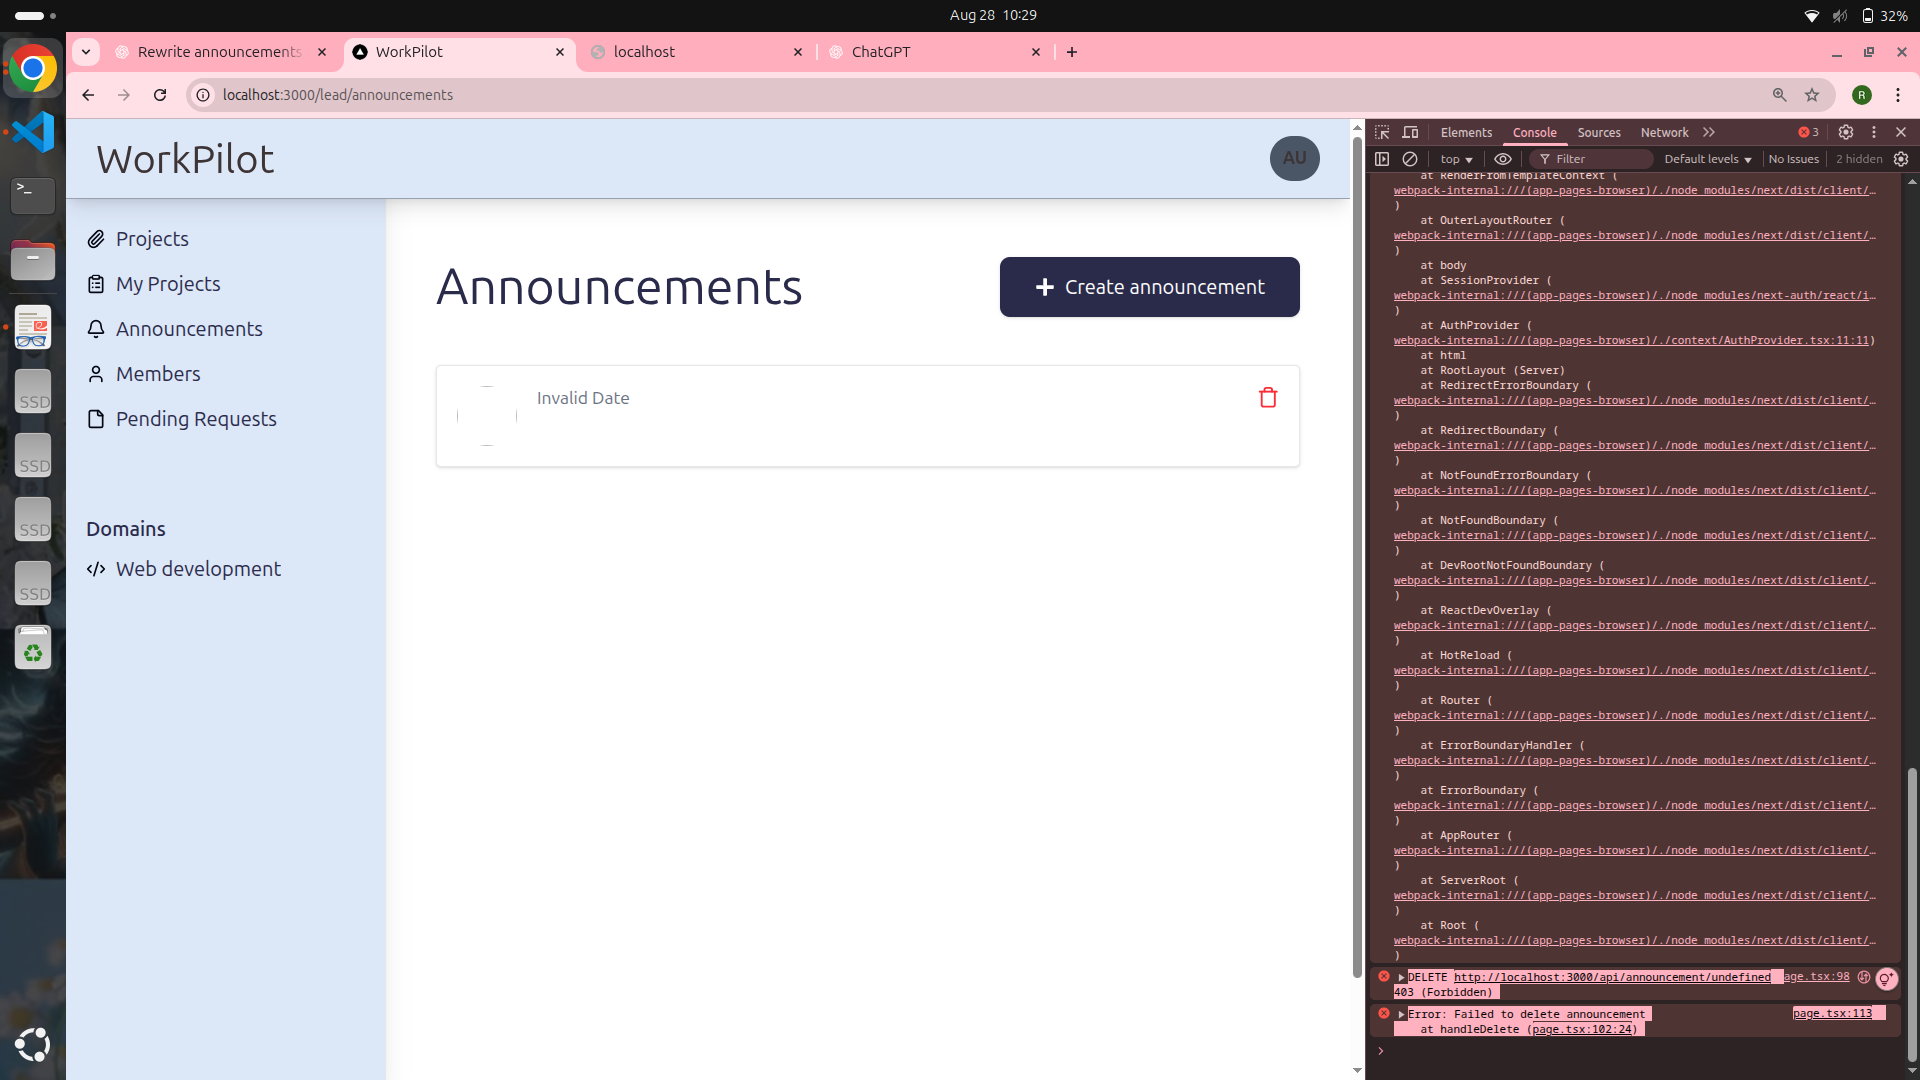 Aug 28 10:29
32%
Rewrite announcements
WorkPilot
localhost
ChatGPT
localhost:3000/lead/announcements
R
WorkPilot
AU
Projects
My Projects
Announcements
Members
Pending Requests
Domains
Web development
SSD
SSD
SSD
SSD
Announcements
Create announcement
Invalid Date
Elements
Console
Sources
Network
3
top
Filter
Default levels
No Issues
2 hidden
at RenderFromTemplateContext (
webpack-internal:///(app-pages-browser)/./node_modules/next/dist/client/…
)
at OuterLayoutRouter (
webpack-internal:///(app-pages-browser)/./node_modules/next/dist/client/…
)
at body
at SessionProvider (
webpack-internal:///(app-pages-browser)/./node_modules/next-auth/react/i…
)
at AuthProvider (
webpack-internal:///(app-pages-browser)/./context/AuthProvider.tsx:11:11)
at html
at RootLayout (Server)
at RedirectErrorBoundary (
webpack-internal:///(app-pages-browser)/./node_modules/next/dist/client/…
)
at RedirectBoundary (
webpack-internal:///(app-pages-browser)/./node_modules/next/dist/client/…
)
at NotFoundErrorBoundary (
webpack-internal:///(app-pages-browser)/./node_modules/next/dist/client/…
)
at NotFoundBoundary (
webpack-internal:///(app-pages-browser)/./node_modules/next/dist/client/…
)
at DevRootNotFoundBoundary (
webpack-internal:///(app-pages-browser)/./node_modules/next/dist/client/…
)
at ReactDevOverlay (
webpack-internal:///(app-pages-browser)/./node_modules/next/dist/client/…
)
at HotReload (
webpack-internal:///(app-pages-browser)/./node_modules/next/dist/client/…
)
at Router (
webpack-internal:///(app-pages-browser)/./node_modules/next/dist/client/…
)
at ErrorBoundaryHandler (
webpack-internal:///(app-pages-browser)/./node_modules/next/dist/client/…
)
at ErrorBoundary (
webpack-internal:///(app-pages-browser)/./node_modules/next/dist/client/…
)
at AppRouter (
webpack-internal:///(app-pages-browser)/./node_modules/next/dist/client/…
)
at ServerRoot (
webpack-internal:///(app-pages-browser)/./node_modules/next/dist/client/…
)
at Root (
webpack-internal:///(app-pages-browser)/./node_modules/next/dist/client/…
)
DELETE http://localhost:3000/api/announcement/undefined age.tsx:98
403 (Forbidden)
Error: Failed to delete announcement page.tsx:113
at handleDelete (page.tsx:102:24)